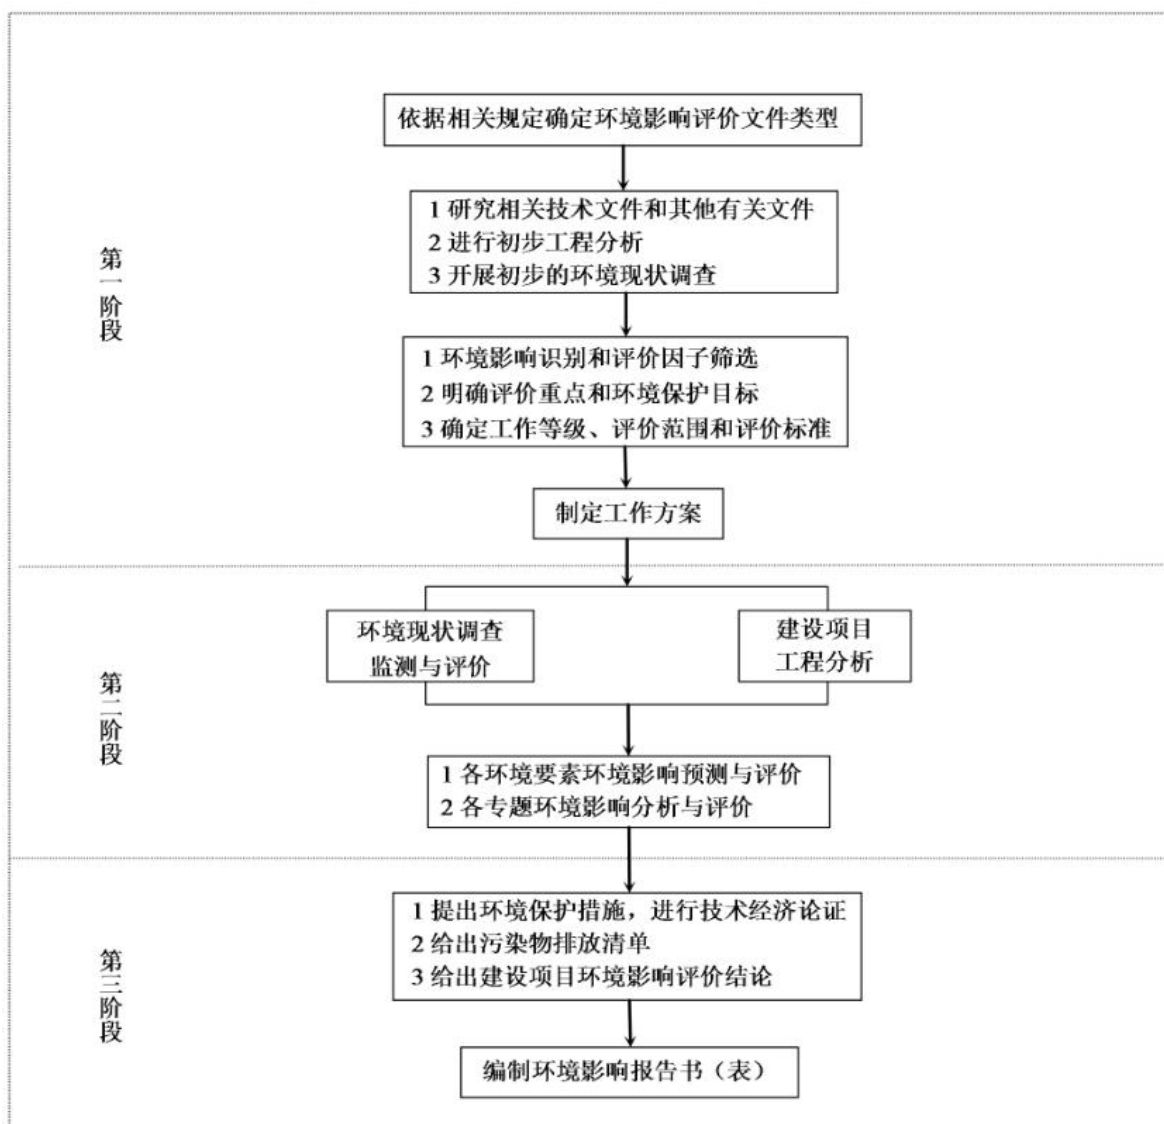 依据相关规定确定环境影响评价文件类型
1 研究相关技术文件和其他有关文件
2 进行初步工程分析
3 开展初步的环境现状调查
第一阶段
1 环境影响识别和评价因子筛选
2 明确评价重点和环境保护目标
3 确定工作等级、评价范围和评价标准
制定工作方案
环境现状调查
监测与评价
建设项目
工程分析
第二阶段
1 各环境要素环境影响预测与评价
2 各专题环境影响分析与评价
1 提出环境保护措施，进行技术经济论证
2 给出污染物排放清单
3 给出建设项目环境影响评价结论
第三阶段
编制环境影响报告书（表）